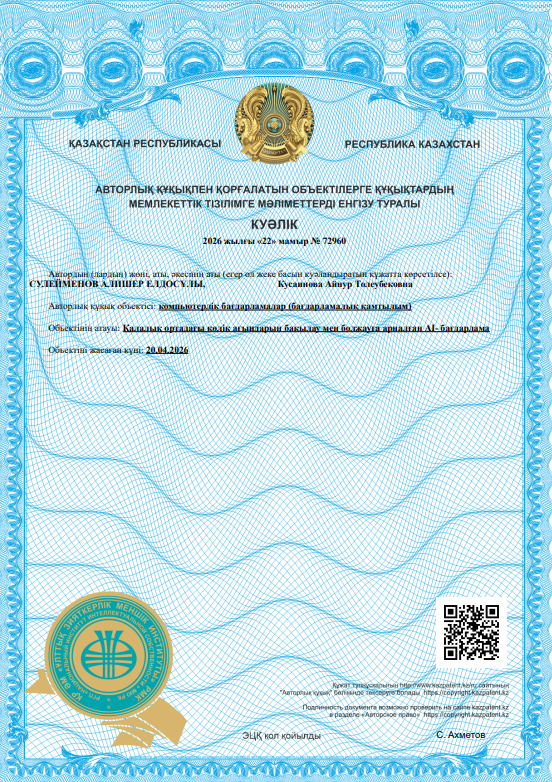 ҚАЗАҚСТАН РЕСПУБЛИКАСЫ
РЕСПУБЛИКА КАЗАХСТАН
АВТОРЛЫҚ ҚҰҚЫҚПЕН ҚОРҒАЛАТЫН ОБЪЕКТІЛЕРГЕ ҚҰҚЫҚТАРДЫҢ
МЕМЛЕКЕТТІК ТІЗІЛІМГЕ МӘЛІМЕТТЕРДІ ЕНГІЗУ ТУРАЛЫ
КУӘЛІК
2026 жылғы «22» мамыр № 72960
Автордың (лардың) жөні, аты, әкесінің аты (егер ол жеке басын куәландыратын құжатта көрсетілсе):
СУЛЕЙМЕНОВ АЛИШЕР ЕЛДОСҰЛЫ, Кусаинова Айнур Толеубековна
Авторлық құқық объектісі: компьютерлік бағдарламалар (бағдарламалық қамтылым)
Объектінің атауы: Қалалық ортадағы көлік ағындарын бақылау мен болжауға арналған AI- бағдарлама
Объектіні жасаған күні: 20.04.2026
Құжат түпнұсқалығын http://www.kazpatent.kz/ru сайтының
"Авторлық құқық" бөлімінде тексеруге болады https://copyright.kazpatent.kz
Подлинность документа возможно проверить на сайте kazpatent.kz
в разделе «Авторское право» https://copyright.kazpatent.kz
ЭЦҚ қол қойылды
С. Ахметов